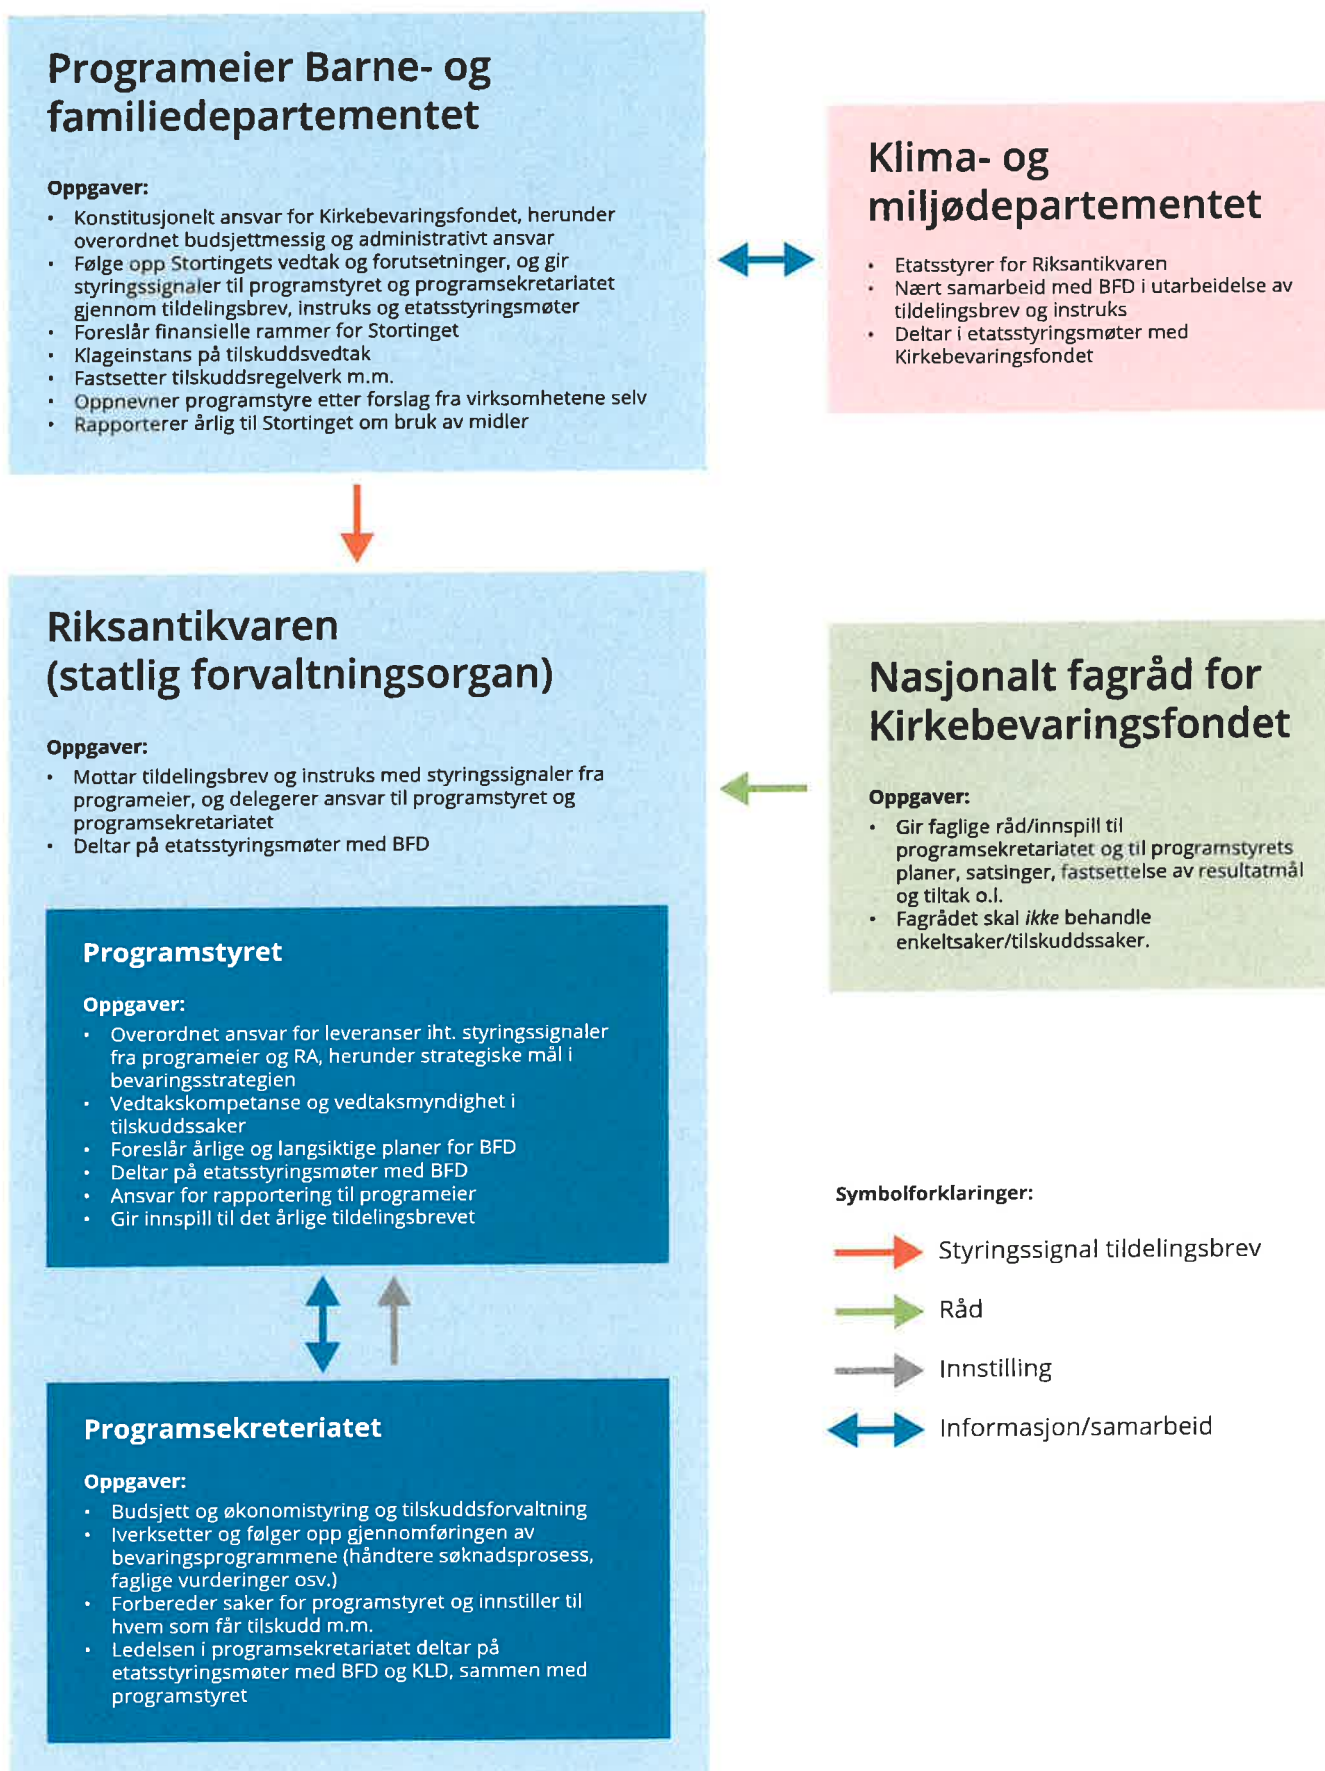 Programeier Barne- og
familiedepartementet
Oppgaver:
• Konstitusjonelt ansvar for Kirkebevaringsfondet, herunder
overordnet budsjettmessig og administrativt ansvar
• Følge opp Stortingets vedtak og forutsetninger, og gir
styringssignaler til programstyret og programsekretariatet
gjennom tildelingsbrev, instruks og etatsstyringsmøter
• Foreslår finansielle rammer for Stortinget
• Klageinstans på tilskuddsvedtak
• Fastsetter tilskuddsregelverk m.m.
• Oppnevner programstyre etter forslag fra virksomhetene selv
• Rapporterer årlig til Stortinget om bruk av midler
Klima- og
miljødepartementet
• Etatsstyrer for Riksantikvaren
• Nært samarbeid med BFD i utarbeidelse av
tildelingsbrev og instruks
• Deltar i etatsstyringsmøter med
Kirkebevaringsfondet
Riksantikvaren
(statlig forvaltningsorgan)
Oppgaver:
• Mottar tildelingsbrev og instruks med styringssignaler fra
programeier, og delegerer ansvar til programstyret og
programsekretariatet
• Deltar på etatsstyringsmøter med BFD
Nasjonalt fagråd for
Kirkebevaringsfondet
Oppgaver:
• Gir faglige råd/innspill til
programsekretariatet og til programstyrets
planer, satsinger, fastsettelse av resultatmål
og tiltak o.l.
• Fagrådet skal ikke behandle
enkeltsaker/tilskuddssaker.
Programstyret
Oppgaver:
• Overordnet ansvar for leveranser iht. styringssignaler
fra programeier og RA, herunder strategiske mål i
bevaringsstrategien
• Vedtakskompetanse og vedtaksmyndighet i
tilskuddssaker
• Foreslår årlige og langsiktige planer for BFD
• Deltar på etatsstyringsmøter med BFD
• Ansvar for rapportering til programeier
• Gir innspill til det årlige tildelingsbrevet
Programsekreteriatet
Oppgaver:
• Budsjett og økonomistyring og tilskuddsforvaltning
• Iverksetter og følger opp gjennomføringen av
bevaringsprogrammene (håndtere søknadsprosess,
faglige vurderinger osv.)
• Forbereder saker for programstyret og innstiller til
hvem som får tilskudd m.m.
• Ledelsen i programsekretariatet deltar på
etatsstyringsmøter med BFD og KLD, sammen med
programstyret
Symbolforklaringer:
Styringssignal tildelingsbrev
Råd
Innstilling
Informasjon/samarbeid